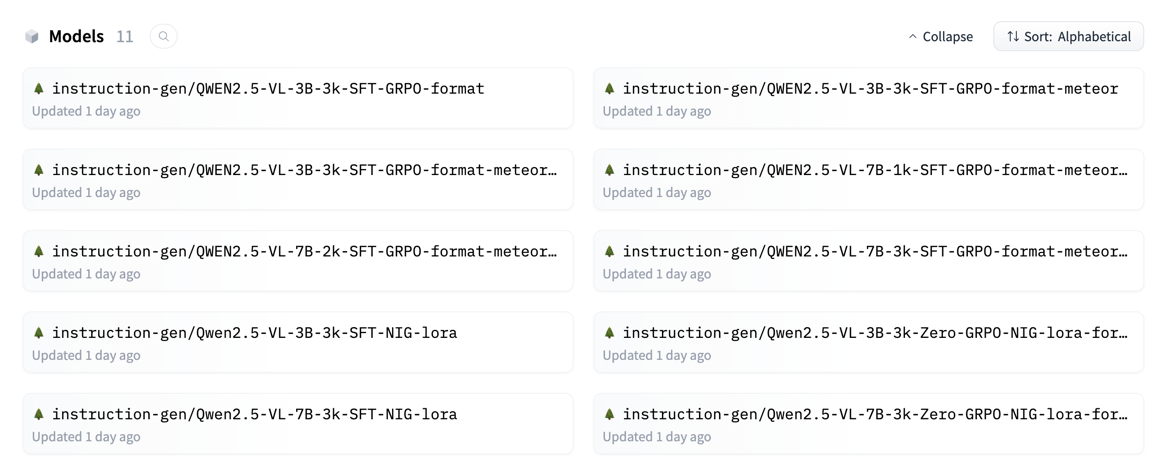 Models 11
Collapse
Sort: Alphabetical
instruction-gen/QWEN2.5-VL-3B-3k-SFT-GRPO-format
Updated 1 day ago
instruction-gen/QWEN2.5-VL-3B-3k-SFT-GRPO-format-meteor
Updated 1 day ago
instruction-gen/QWEN2.5-VL-3B-3k-SFT-GRPO-format-meteor…
Updated 1 day ago
instruction-gen/QWEN2.5-VL-7B-1k-SFT-GRPO-format-meteor…
Updated 1 day ago
instruction-gen/QWEN2.5-VL-7B-2k-SFT-GRPO-format-meteor…
Updated 1 day ago
instruction-gen/QWEN2.5-VL-7B-3k-SFT-GRPO-format-meteor…
Updated 1 day ago
instruction-gen/Qwen2.5-VL-3B-3k-SFT-NIG-lora
Updated 1 day ago
instruction-gen/Qwen2.5-VL-3B-3k-Zero-GRPO-NIG-lora-for…
Updated 1 day ago
instruction-gen/Qwen2.5-VL-7B-3k-SFT-NIG-lora
Updated 1 day ago
instruction-gen/Qwen2.5-VL-7B-3k-Zero-GRPO-NIG-lora-for…
Updated 1 day ago